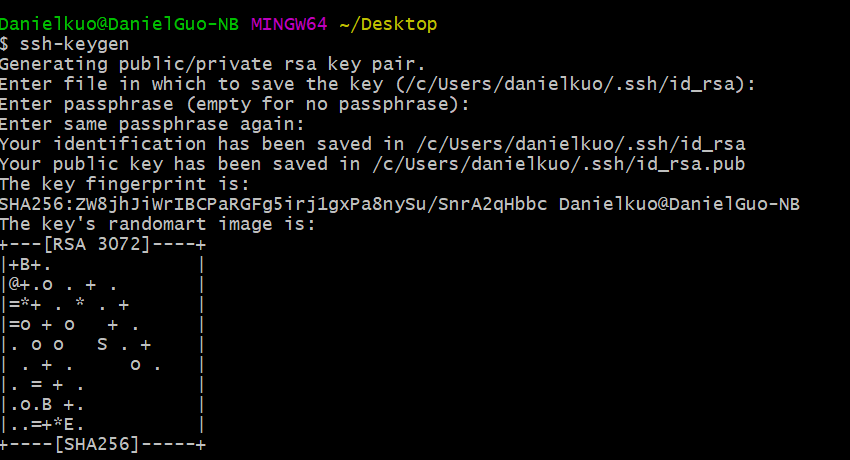 Danielkuo@DanielGuo-NB MINGW64 ~/Desktop
$ ssh-keygen
Generating public/private rsa key pair.
Enter file in which to save the key (/c/Users/danielkuo/.ssh/id_rsa):
Enter passphrase (empty for no passphrase):
Enter same passphrase again:
Your identification has been saved in /c/Users/danielkuo/.ssh/id_rsa
Your public key has been saved in /c/Users/danielkuo/.ssh/id_rsa.pub
The key fingerprint is:
SHA256:ZW8jhJiWrIBCPaRGFg5irj1gxPa8nySu/SnrA2qHbbc Danielkuo@DanielGuo-NB
The key's randomart image is:
+---[RSA 3072]----+
|+B+.             |
|@+.o . + .       |
|=*+ . * . +      |
|=o + o   + .     |
|. o o   S . +    |
| . + .     o .   |
|. = + .          |
|.o.B +.          |
|..=+*E.          |
+----[SHA256]-----+